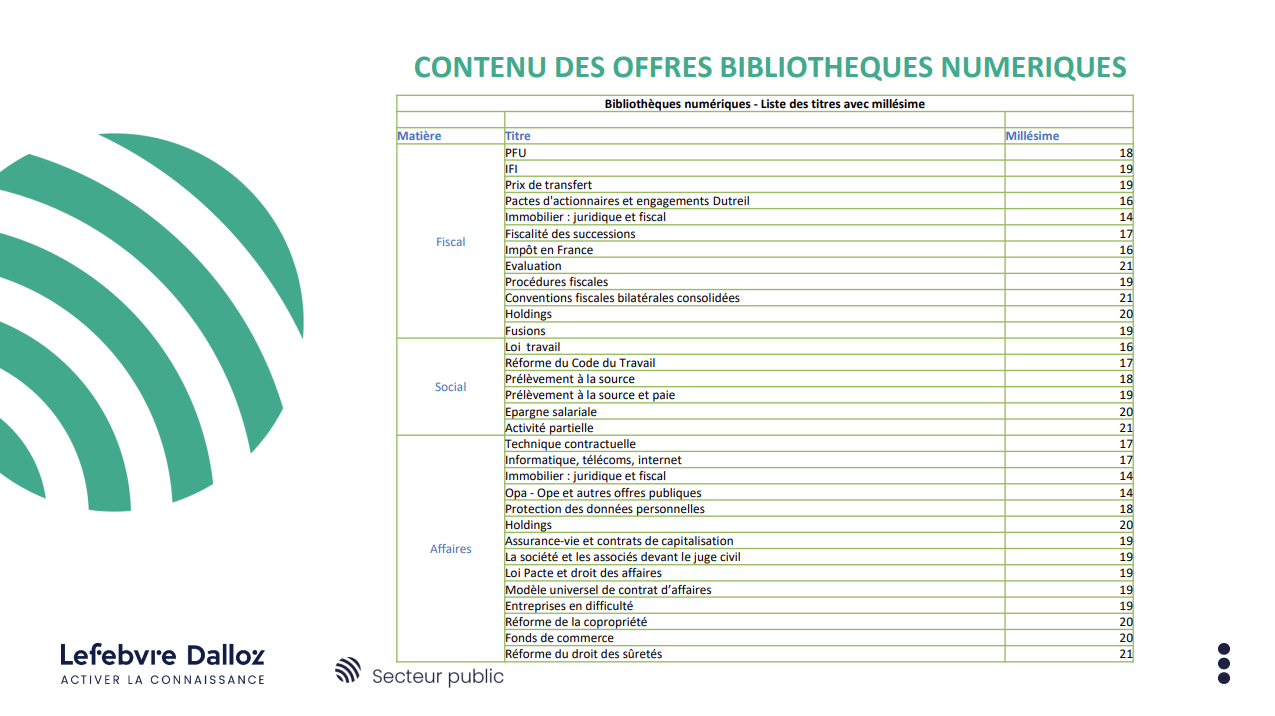 CONTENU DES OFFRES BIBLIOTHEQUES NUMERIQUES
Bibliothèques numériques - Liste des titres avec millésime
Matière Titre Millésime
Fiscal
PFU 18
IFI 19
Prix de transfert 19
Pactes d'actionnaires et engagements Dutreil 16
Immobilier : juridique et fiscal 14
Fiscalité des successions 17
Impôt en France 16
Evaluation 21
Procédures fiscales 19
Conventions fiscales bilatérales consolidées 21
Holdings 20
Fusions 19
Social
Loi  travail 16
Réforme du Code du Travail 17
Prélèvement à la source 18
Prélèvement à la source et paie 19
Epargne salariale 20
Activité partielle 21
Affaires
Technique contractuelle 17
Informatique, télécoms, internet 17
Immobilier : juridique et fiscal 14
Opa - Ope et autres offres publiques 14
Protection des données personnelles 18
Holdings 20
Assurance-vie et contrats de capitalisation 19
La société et les associés devant le juge civil 19
Loi Pacte et droit des affaires 19
Modèle universel de contrat d’affaires 19
Entreprises en difficulté 19
Réforme de la copropriété 20
Fonds de commerce 20
Réforme du droit des sûretés 21
Lefebvre Dalloz
ACTIVER LA CONNAISSANCE
Secteur public